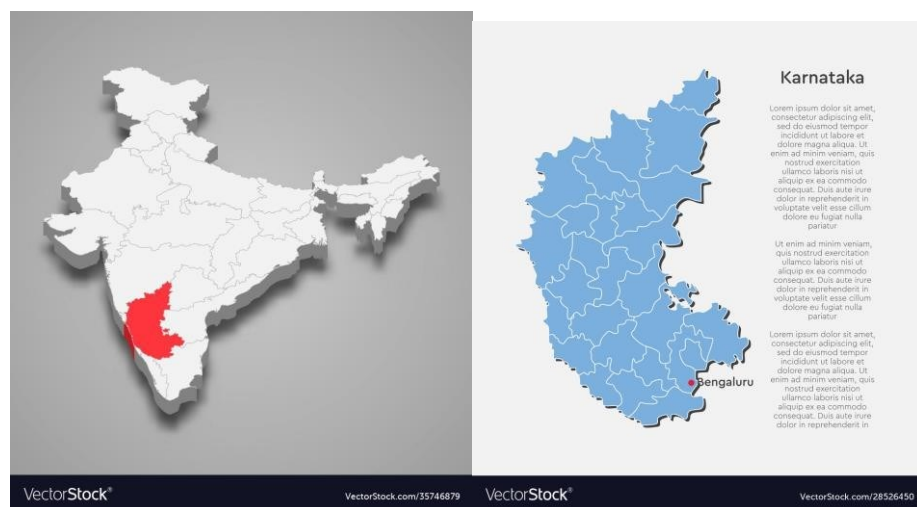 Karnataka
Lorem ipsum dolor sit amet,
consectetur adipiscing elit,
sed do eiusmod tempor
incididunt ut labore et
dolore magna aliqua. Ut
enim ad minim veniam, quis
nostrud exercitation
ullamco laboris nisi ut
aliquip ex ea commodo
consequat. Duis aute irure
dolor in reprehenderit in
voluptate velit esse cillum
dolore eu fugiat nulla
pariatur
Ut enim ad minim veniam,
quis nostrud exercitation
ullamco laboris nisi ut
aliquip ex ea commodo
consequat. Duis aute irure
dolor in reprehenderit in
voluptate velit esse cillum
dolore eu fugiat nulla
pariatur
Lorem ipsum dolor sit amet,
consectetur adipiscing elit,
sed do eiusmod tempor
incididunt ut labore et
dolore magna aliqua. Ut
enim ad minim veniam, quis
nostrud exercitation
ullamco laboris nisi ut
aliquip ex ea commodo
consequat. Duis aute irure
dolor in reprehenderit in
Bengaluru
VectorStock®
VectorStock.com/35746879
VectorStock®
VectorStock.com/28526450